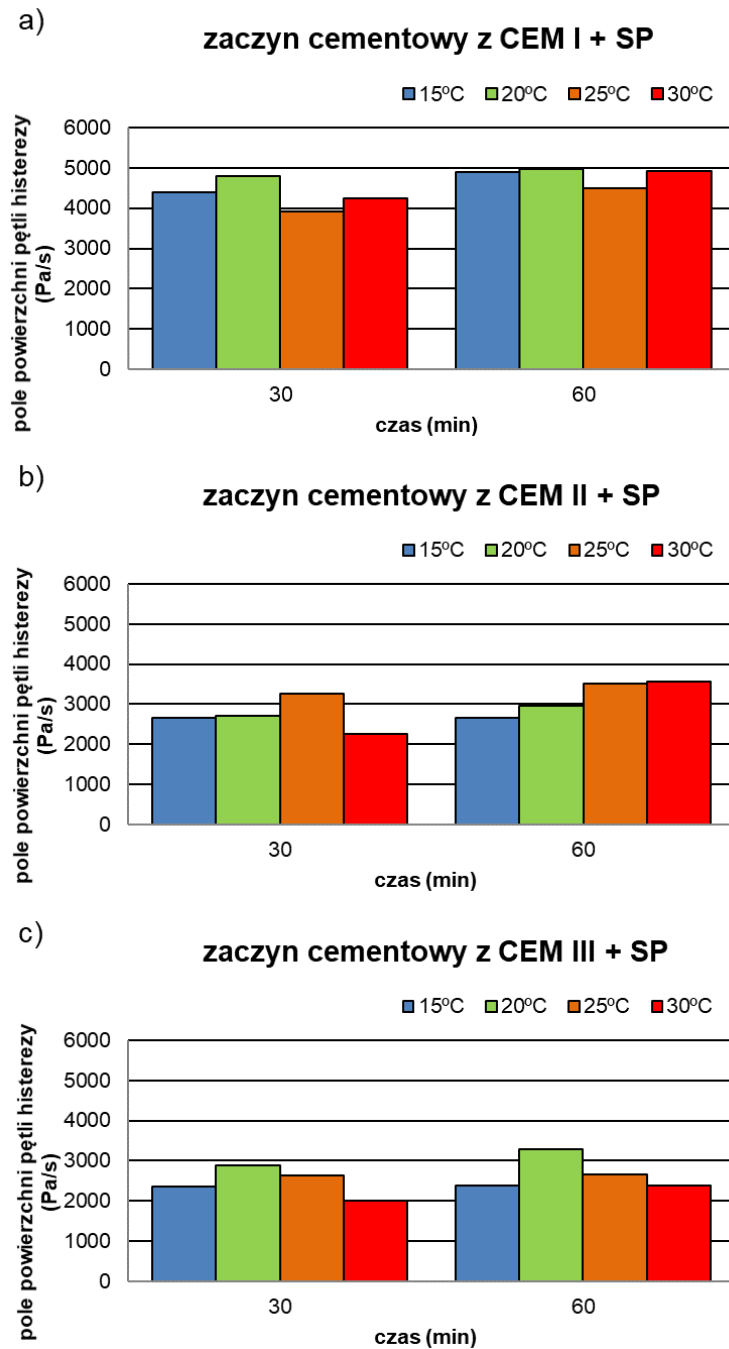 a)
zaczyn cementowy z CEM I + SP
15ºC 20ºC 25ºC 30ºC
pole powierzchni pętli histerezy
(Pa/s)
6000
5000
4000
3000
2000
1000
0
30 60
czas (min)
b)
zaczyn cementowy z CEM II + SP
15ºC 20ºC 25ºC 30ºC
pole powierzchni pętli histerezy
(Pa/s)
6000
5000
4000
3000
2000
1000
0
30 60
czas (min)
c)
zaczyn cementowy z CEM III + SP
15ºC 20ºC 25ºC 30ºC
pole powierzchni pętli histerezy
(Pa/s)
6000
5000
4000
3000
2000
1000
0
30 60
czas (min)